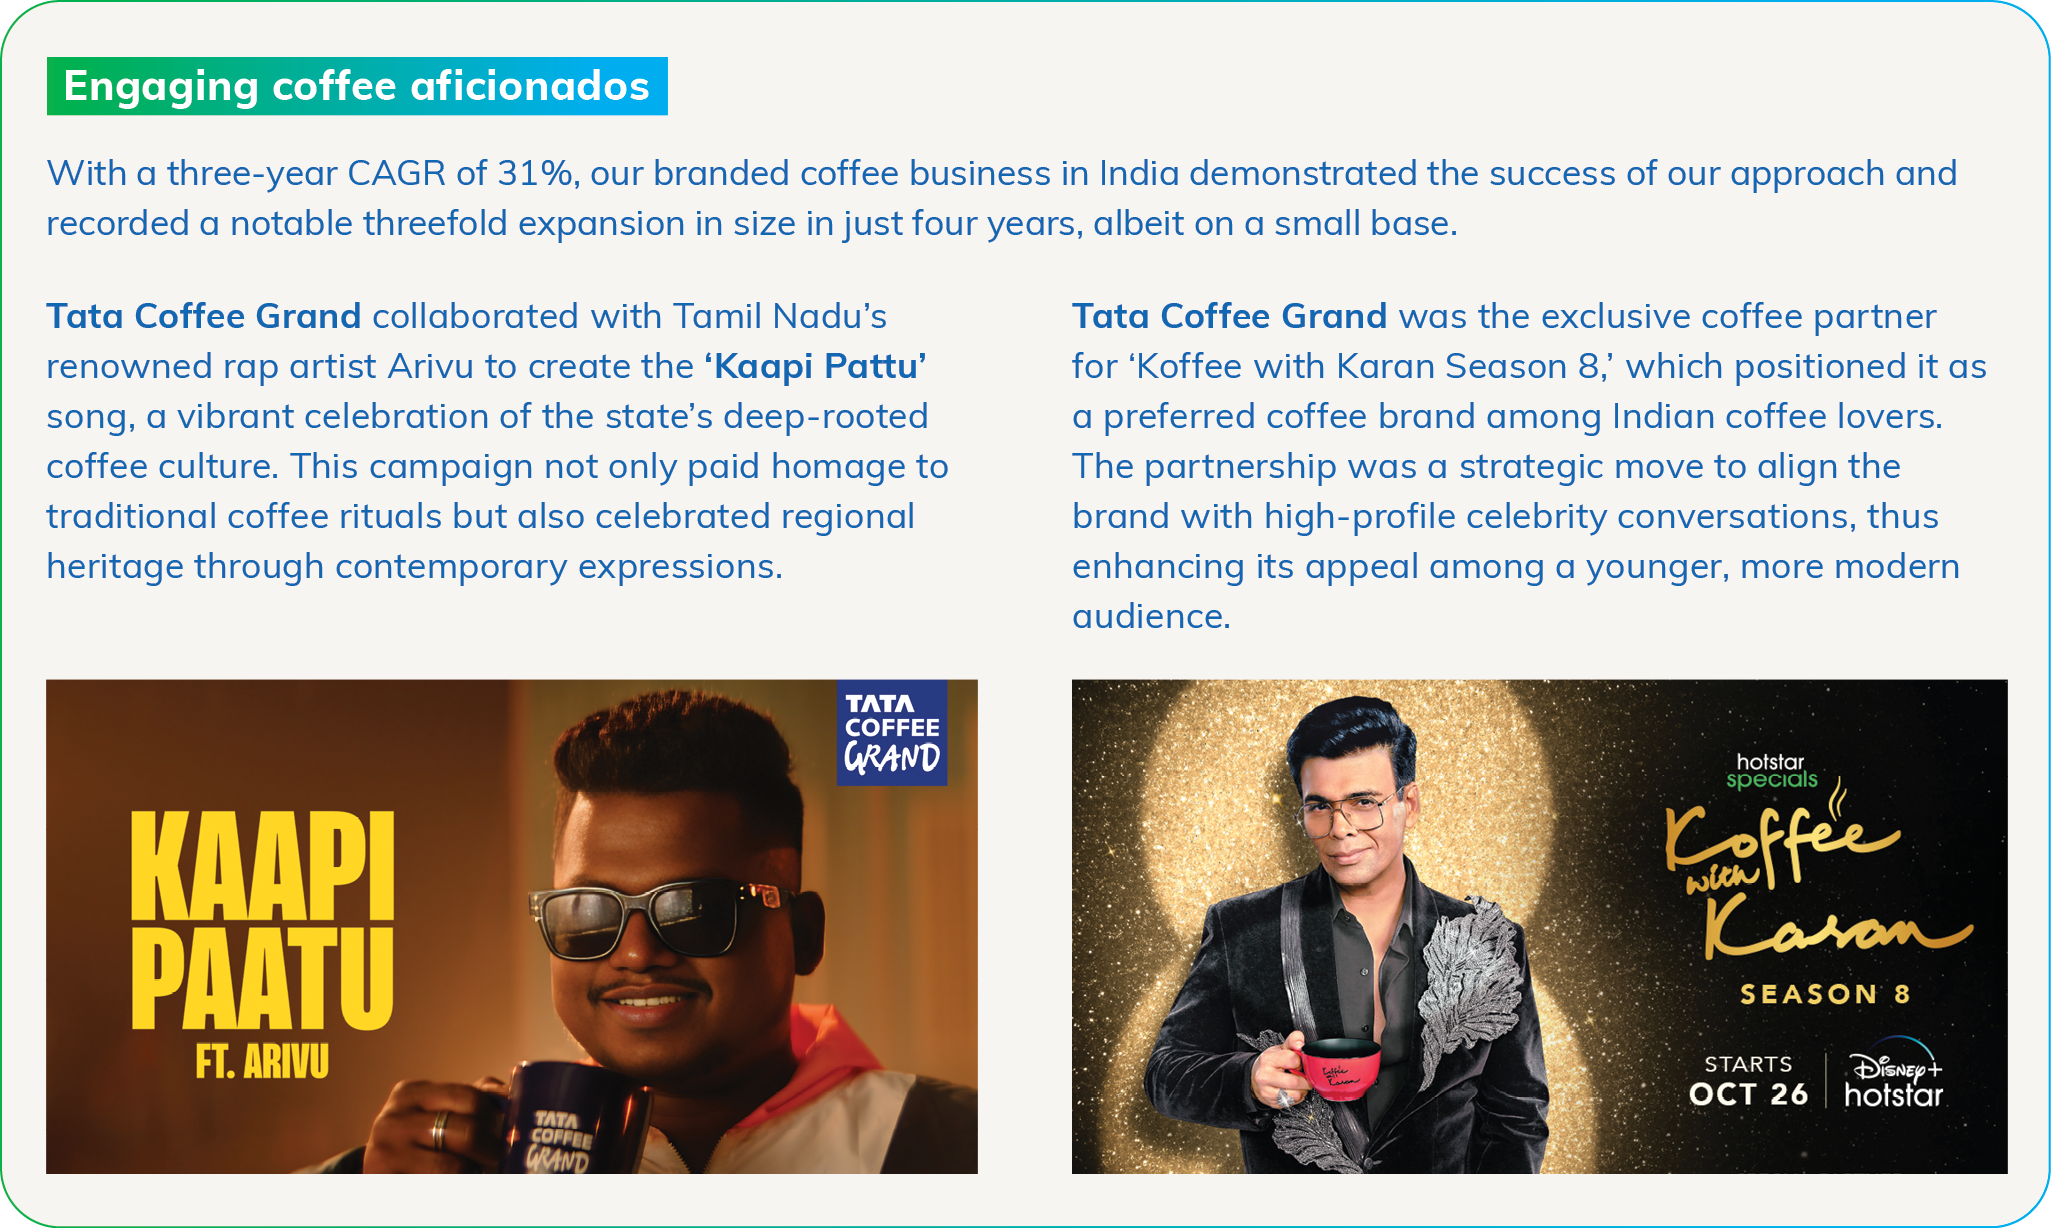 Engaging coffee aficionados
With a three-year CAGR of 31%, our branded coffee business in India demonstrated the success of our approach and
recorded a notable threefold expansion in size in just four years, albeit on a small base.
Tata Coffee Grand collaborated with Tamil Nadu’s
renowned rap artist Arivu to create the ‘Kaapi Pattu’
song, a vibrant celebration of the state’s deep-rooted
coffee culture. This campaign not only paid homage to
traditional coffee rituals but also celebrated regional
heritage through contemporary expressions.
Tata Coffee Grand was the exclusive coffee partner
for ‘Koffee with Karan Season 8,’ which positioned it as
a preferred coffee brand among Indian coffee lovers.
The partnership was a strategic move to align the
brand with high-profile celebrity conversations, thus
enhancing its appeal among a younger, more modern
audience.
TATA
COFFEE
GRAND
KAAPI
PAATU
FT. ARIVU
TATA
COFFEE
GRAND
hotstar
specials
Koffee
with
Karan
SEASON 8
STARTS
OCT 26
Disney+
hotstar
Koffee
with
Karan